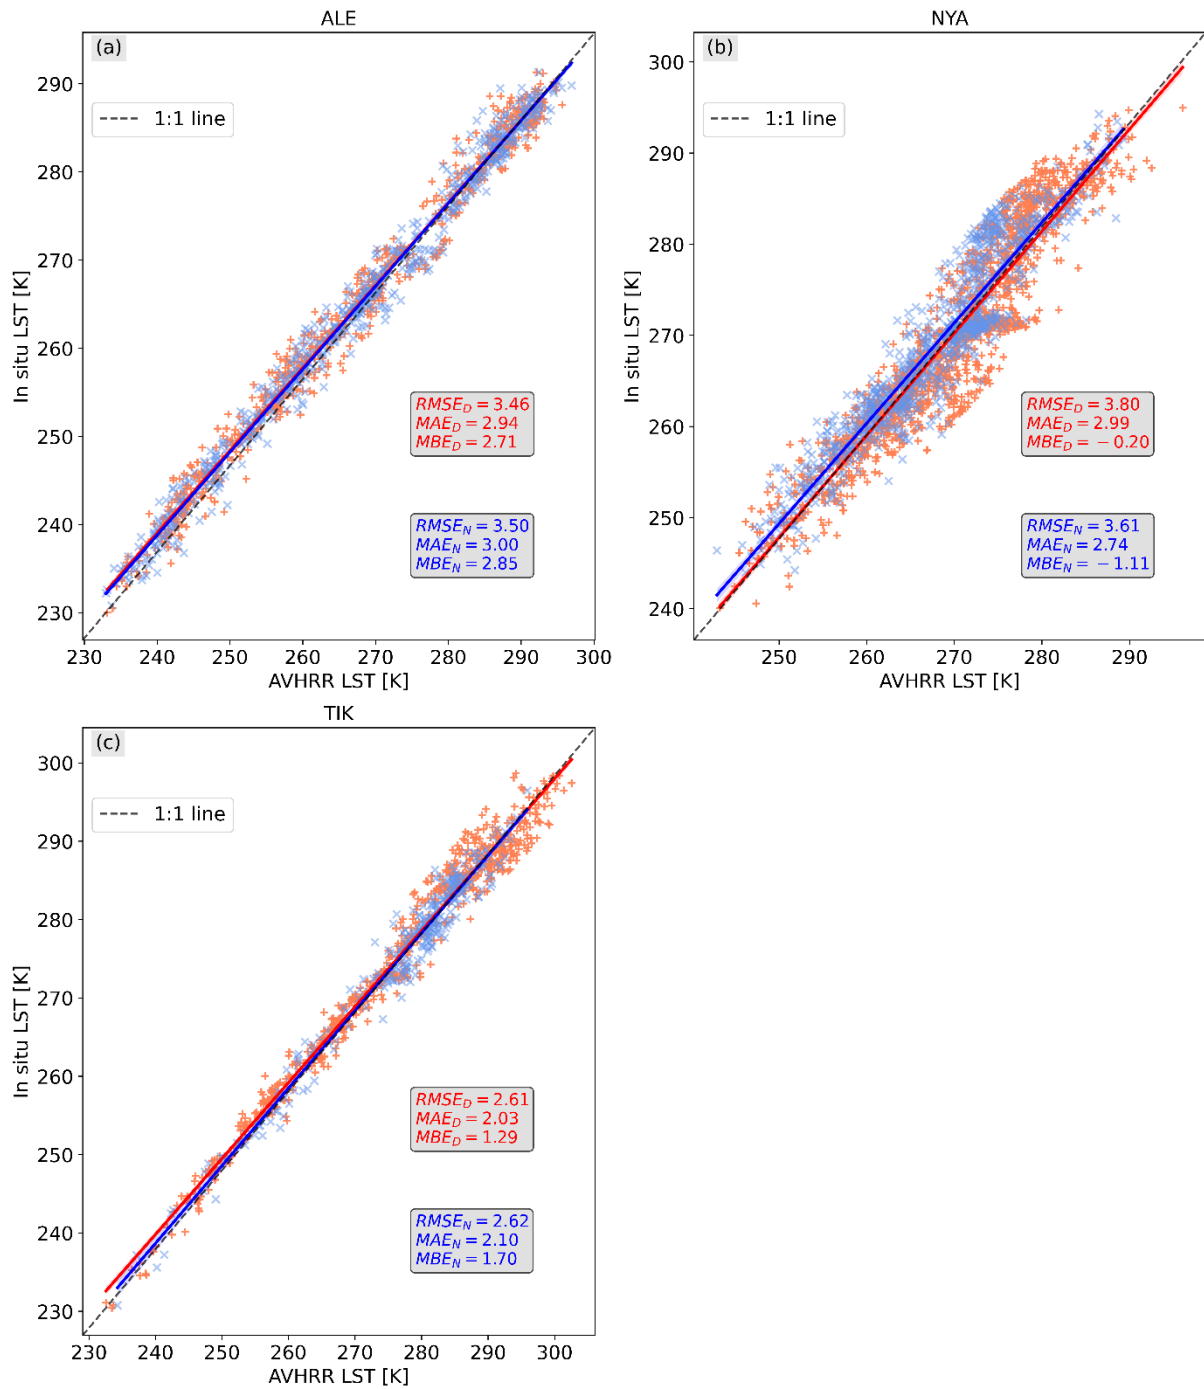 ALE
(a)
1:1 line
290
280
270
260
250
240
230
In situ LST [K]
RMSE_D = 3.46
MAE_D = 2.94
MBE_D = 2.71
RMSE_N = 3.50
MAE_N = 3.00
MBE_N = 2.85
230 240 250 260 270 280 290 300
AVHRR LST [K]
NYA
(b)
1:1 line
300
290
280
270
260
250
240
In situ LST [K]
RMSE_D = 3.80
MAE_D = 2.99
MBE_D = −0.20
RMSE_N = 3.61
MAE_N = 2.74
MBE_N = −1.11
250 260 270 280 290
AVHRR LST [K]
TIK
(c)
1:1 line
300
290
280
270
260
250
240
230
In situ LST [K]
RMSE_D = 2.61
MAE_D = 2.03
MBE_D = 1.29
RMSE_N = 2.62
MAE_N = 2.10
MBE_N = 1.70
230 240 250 260 270 280 290 300
AVHRR LST [K]